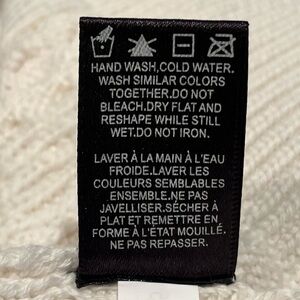 HAND WASH,COLD WATER.
WASH SIMILAR COLORS
TOGETHER.DO NOT
BLEACH.DRY FLAT AND
RESHAPE WHILE STILL
WET.DO NOT IRON.
LAVER À LA MAIN À L'EAU
FROIDE.LAVER LES
COULEURS SEMBLABLES
ENSEMBLE.NE PAS
JAVELLISER.SÉCHER À
PLAT ET REMETTRE EN
FORME À L'ÉTAT MOUILLÉ.
NE PAS REPASSER.